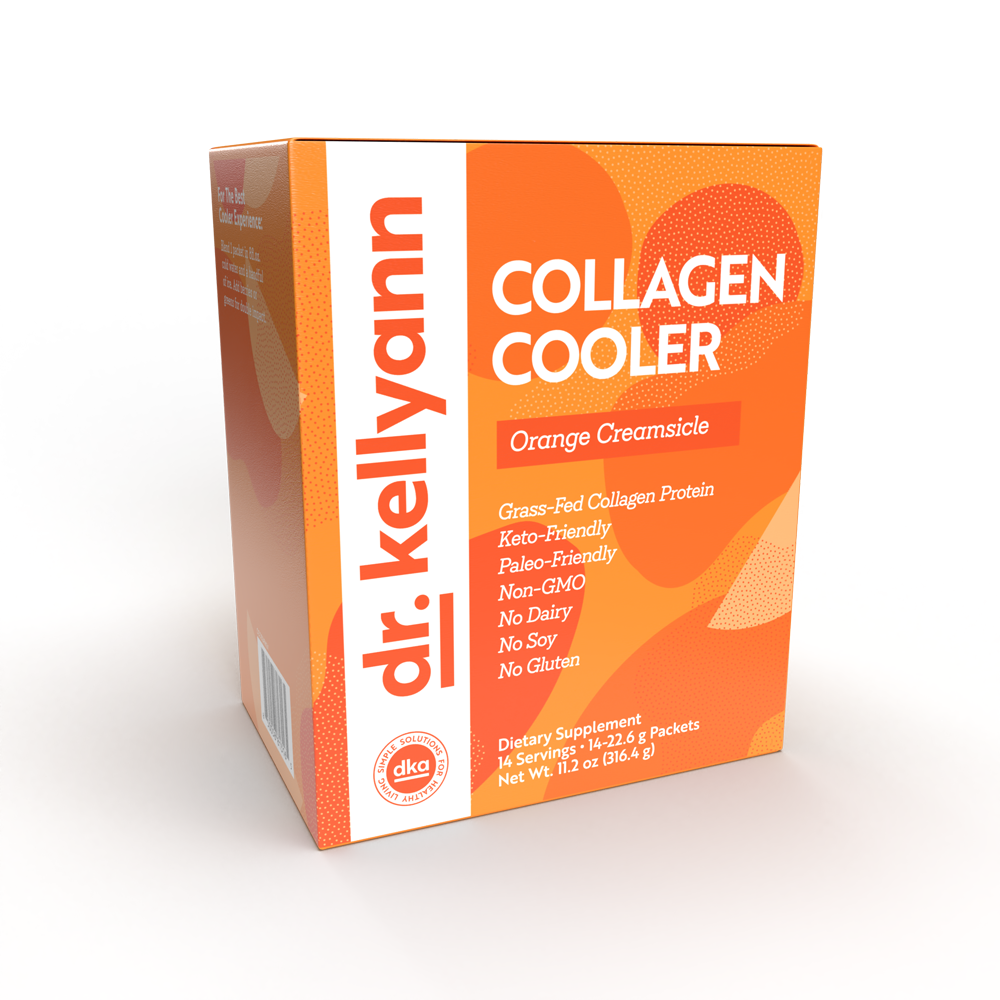 For The Best
Cooler Experience:
dr. kellyann
SIMPLE SOLUTIONS FOR HEALTHY LIVING
dka
COLLAGEN
COOLER
Orange Creamsicle
Grass-Fed Collagen Protein
Keto-Friendly
Paleo-Friendly
Non-GMO
No Dairy
No Soy
No Gluten
Dietary Supplement
14 Servings • 14-22.6 g Packets
Net Wt. 11.2 oz (316.4 g)